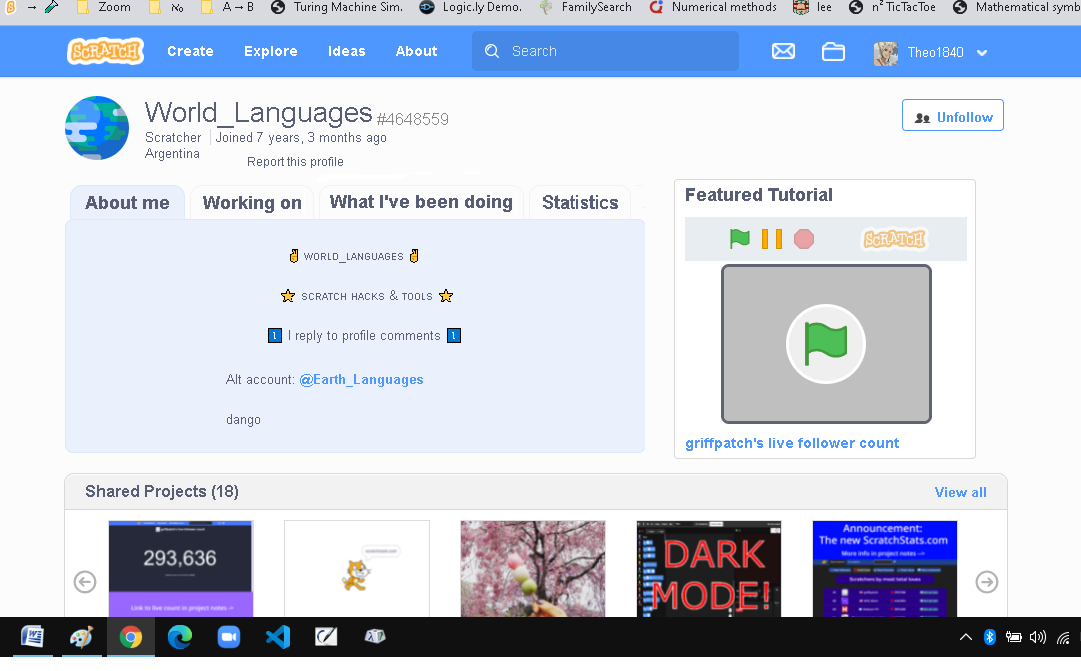 Zoom
№
A→B
Turing Machine Sim.
Logic.ly Demo.
FamilySearch
Numerical methods
lee
n² TicTacToe
Mathematical symb
SCRATCH
Create
Explore
Ideas
About
Search
Theo1840
World_Languages #4648559
Scratcher Joined 7 years, 3 months ago
Argentina Report this profile
Unfollow
About me
Working on
What I've been doing
Statistics
WORLD_LANGUAGES
SCRATCH HACKS & TOOLS
I reply to profile comments
Alt account: @Earth_Languages
dango
Featured Tutorial
SCRATCH
griffpatch's live follower count
Shared Projects (18)
View all
293,636
Link to live count in project notes ->
DARK
MODE!
Announcement:
The new ScratchStats.com
More info in project notes -->
Scratchers by most total loves